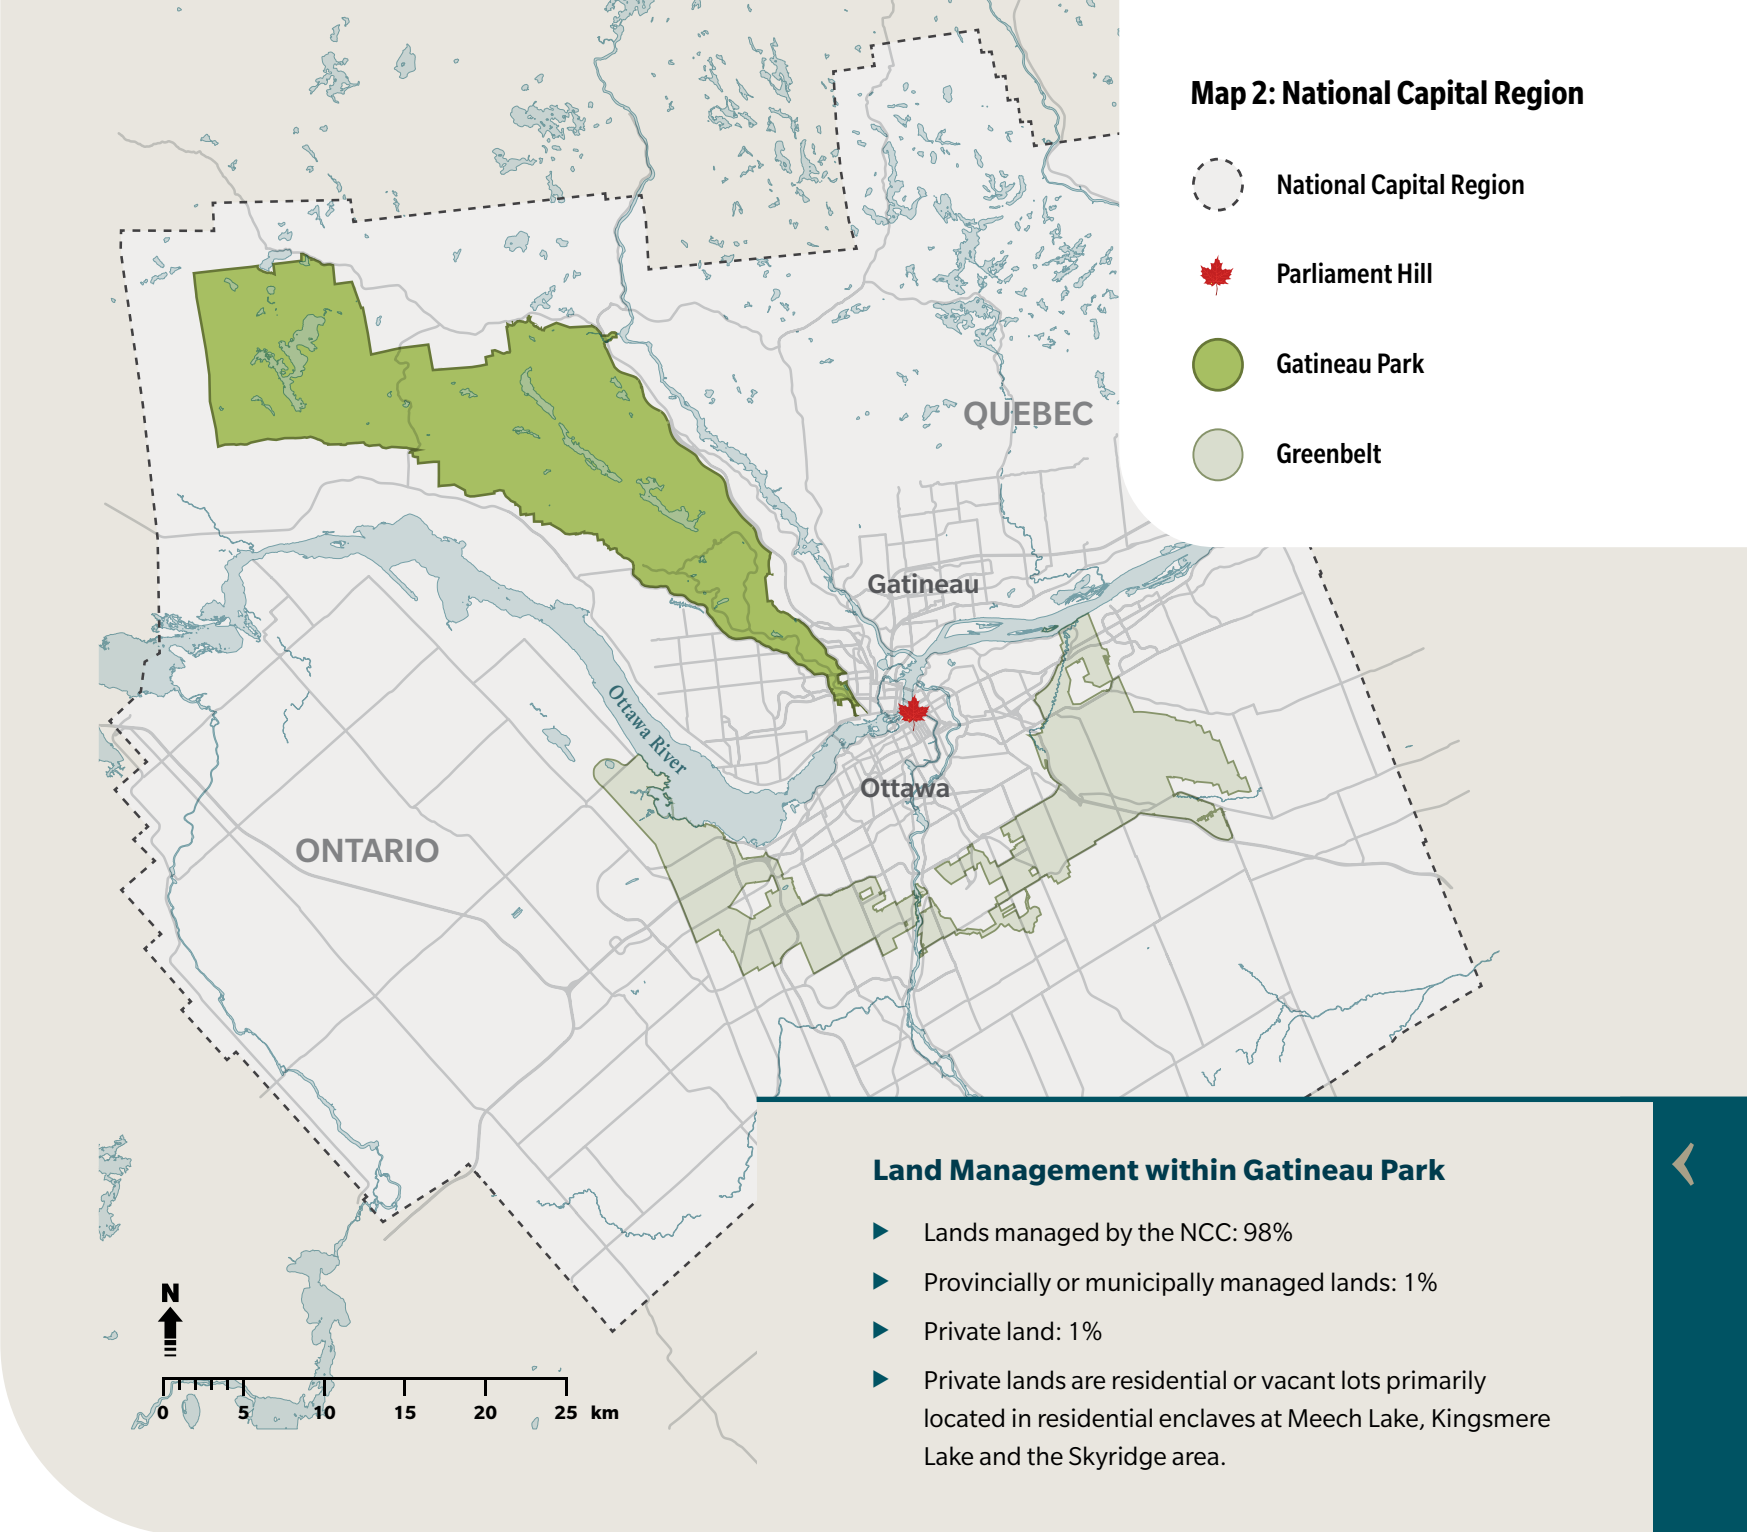 Map 2: National Capital Region
National Capital Region
Parliament Hill
Gatineau Park
Greenbelt
QUEBEC
Gatineau
Ottawa River
Ottawa
ONTARIO
Land Management within Gatineau Park
Lands managed by the NCC: 98%
Provincially or municipally managed lands: 1%
Private land: 1%
Private lands are residential or vacant lots primarily
located in residential enclaves at Meech Lake, Kingsmere
Lake and the Skyridge area.
N
0 5 10 15 20 25 km